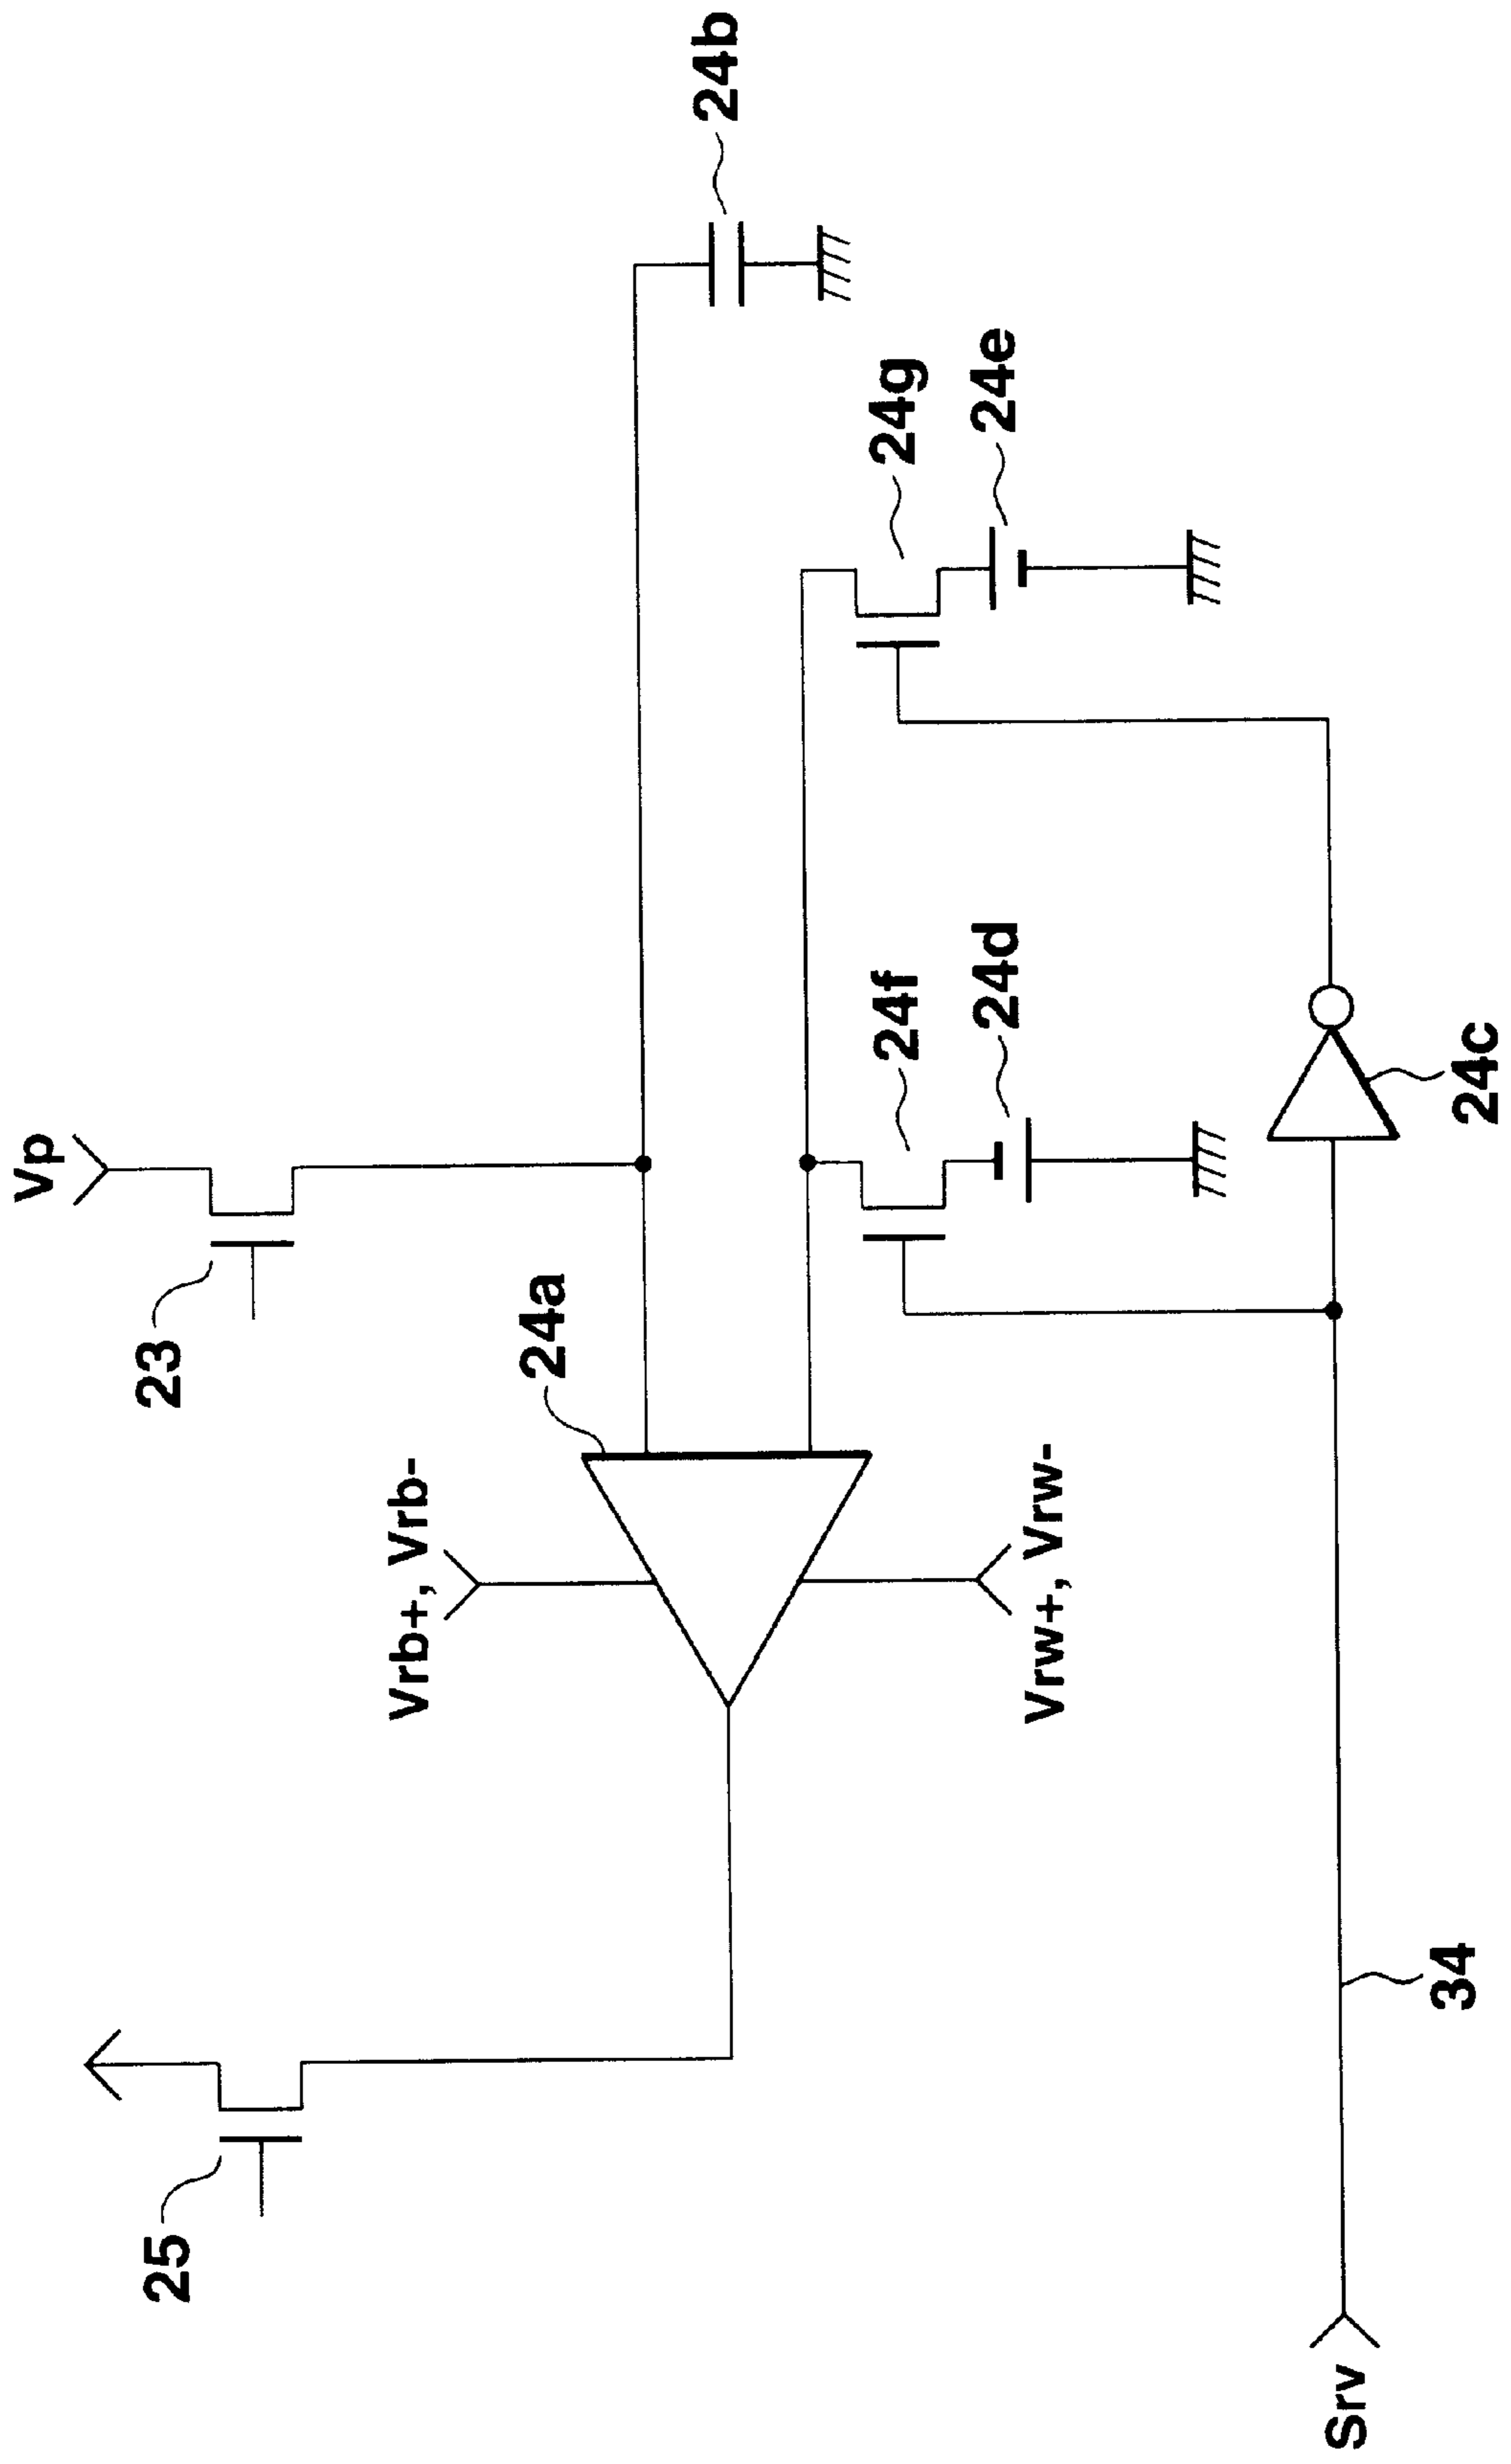 Vp
23
25
24a
Vrb+, Vrb-
Vrw+, Vrw-
24b
24g
24e
24f
24d
24c
34
Srv